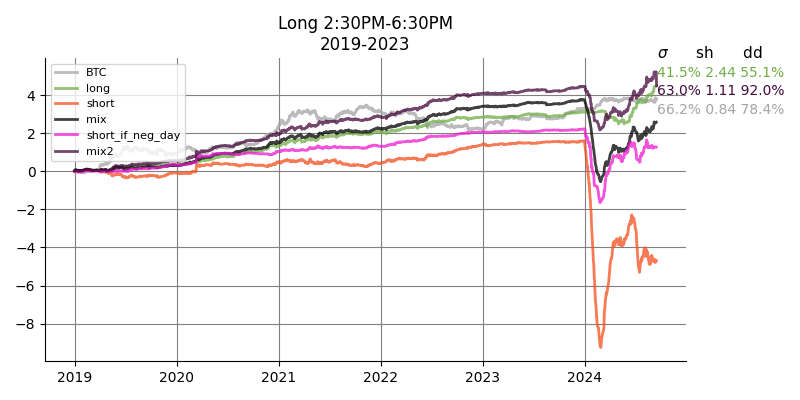 Long 2:30PM-6:30PM
2019-2023
σ sh dd
41.5% 2.44 55.1%
63.0% 1.11 92.0%
66.2% 0.84 78.4%
BTC
long
short
mix
short_if_neg_day
mix2
4
2
0
−2
−4
−6
−8
2019 2020 2021 2022 2023 2024